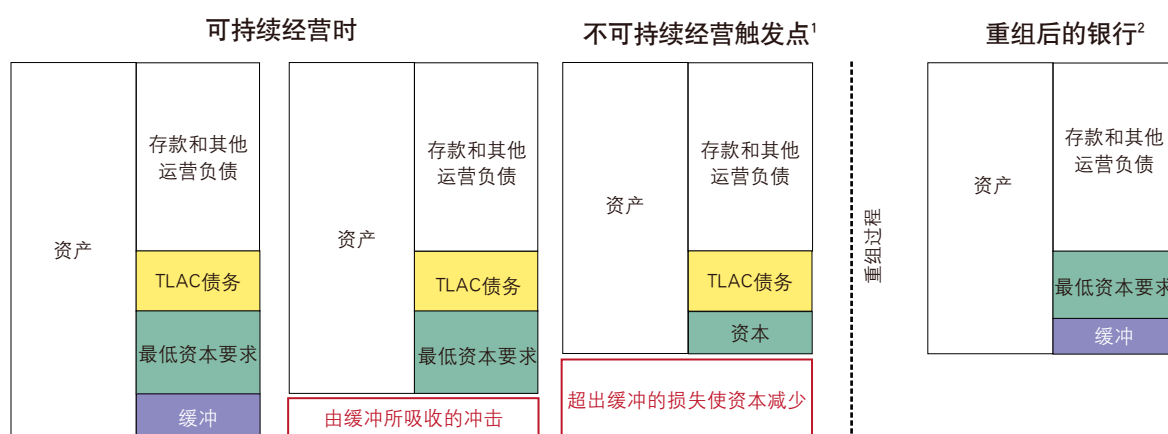 可持续经营时
不可持续经营触发点¹
重组后的银行²
资产
存款和其他
运营负债
TLAC债务
最低资本要求
缓冲
资产
存款和其他
运营负债
TLAC债务
最低资本要求
由缓冲所吸收的冲击
资产
存款和其他
运营负债
TLAC债务
资本
超出缓冲的损失使资本减少
重组过程
资产
存款和其他
运营负债
最低资本要求
缓冲